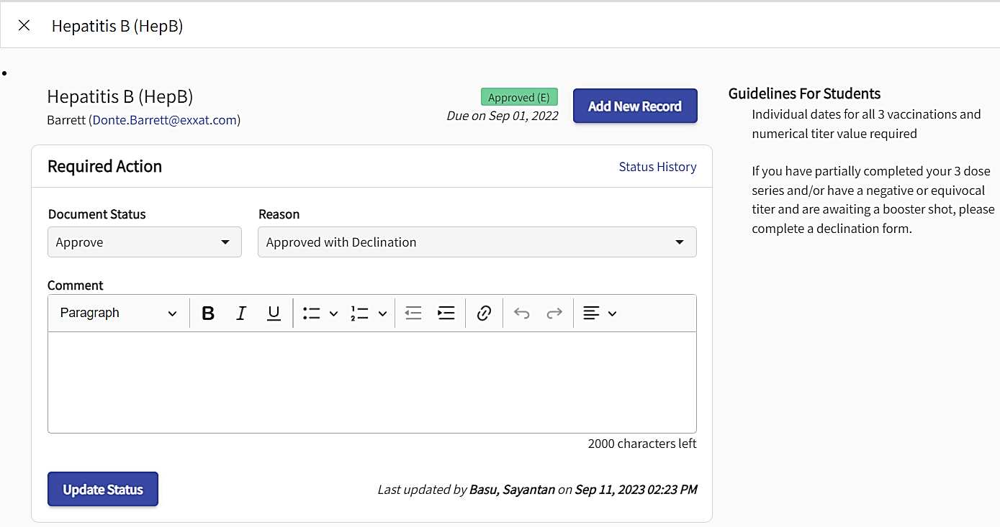 Hepatitis B (HepB)
Hepatitis B (HepB)
Barrett (Donte.Barrett@exxat.com)
Approved (E)
Due on Sep 01, 2022
Add New Record
Required Action
Status History
Document Status
Reason
Approve
Approved with Declination
Comment
Paragraph
B I U
2000 characters left
Update Status
Last updated by Basu, Sayantan on Sep 11, 2023 02:23 PM
Guidelines For Students
Individual dates for all 3 vaccinations and
numerical titer value required
If you have partially completed your 3 dose
series and/or have a negative or equivocal
titer and are awaiting a booster shot, please
complete a declination form.